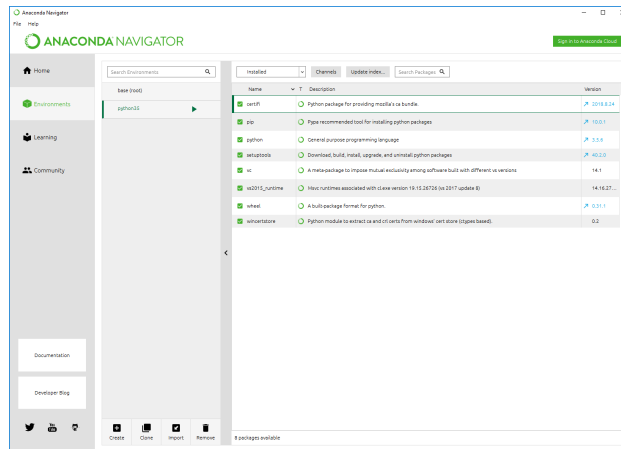 Anaconda Navigator
File Help
ANACONDA NAVIGATOR
Sign in to Anaconda Cloud
Home
Environments
Learning
Community
Documentation
Developer Blog
You Tube
Search Environments
base (root)
python35
Create Clone Import Remove
Installed Channels Update index... Search Packages
Name T Description Version
certifi Python package for providing mozilla's ca bundle. 2018.8.24
pip Pypa recommended tool for installing python packages 10.0.1
python General purpose programming language 3.5.6
setuptools Download, build, install, upgrade, and uninstall python packages 40.2.0
vc A meta-package to impose mutual exclusivity among software built with different vs versions 14.1
vs2015_runtime Msvc runtimes associated with cl.exe version 19.15.26726 (vs 2017 update 8) 14.16.27...
wheel A built-package format for python. 0.31.1
wincertstore Python module to extract ca and crl certs from windows' cert store (ctypes based). 0.2
8 packages available